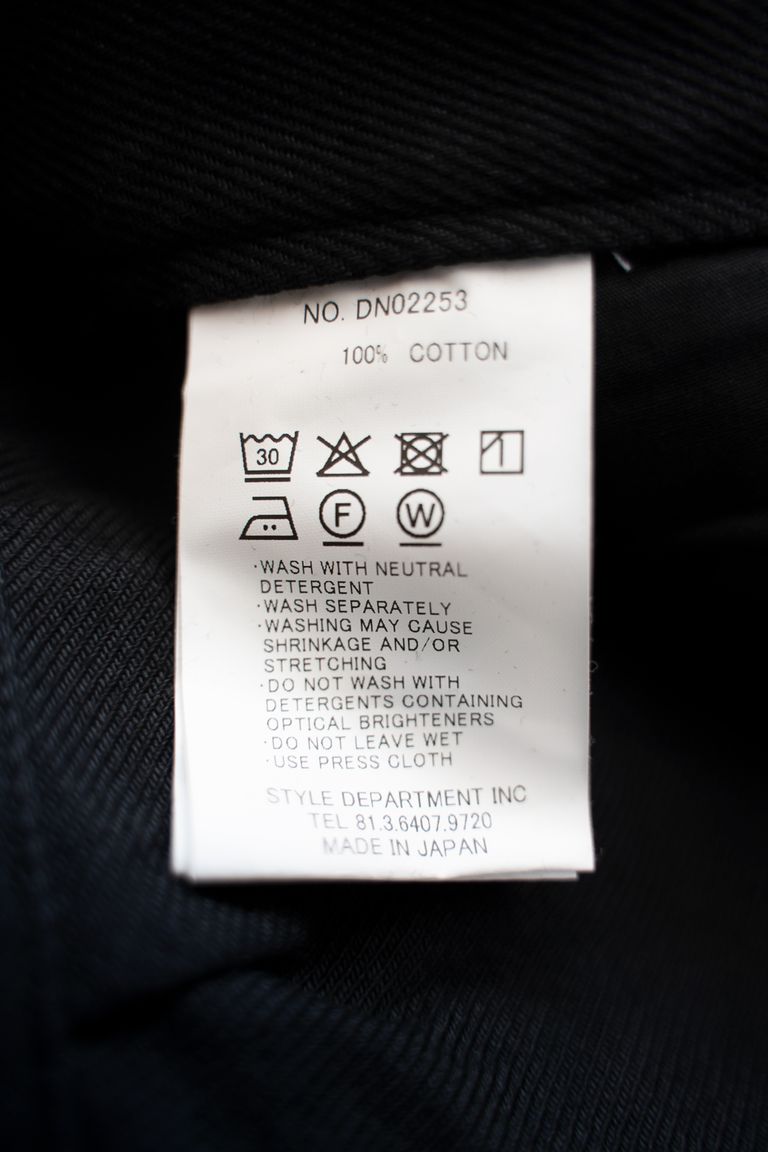 NO. DN02253
100% COTTON
30
F W
·WASH WITH NEUTRAL
DETERGENT
·WASH SEPARATELY
·WASHING MAY CAUSE
SHRINKAGE AND/OR
STRETCHING
·DO NOT WASH WITH
DETERGENTS CONTAINING
OPTICAL BRIGHTENERS
·DO NOT LEAVE WET
·USE PRESS CLOTH
STYLE DEPARTMENT INC
TEL 81.3.6407.9720
MADE IN JAPAN